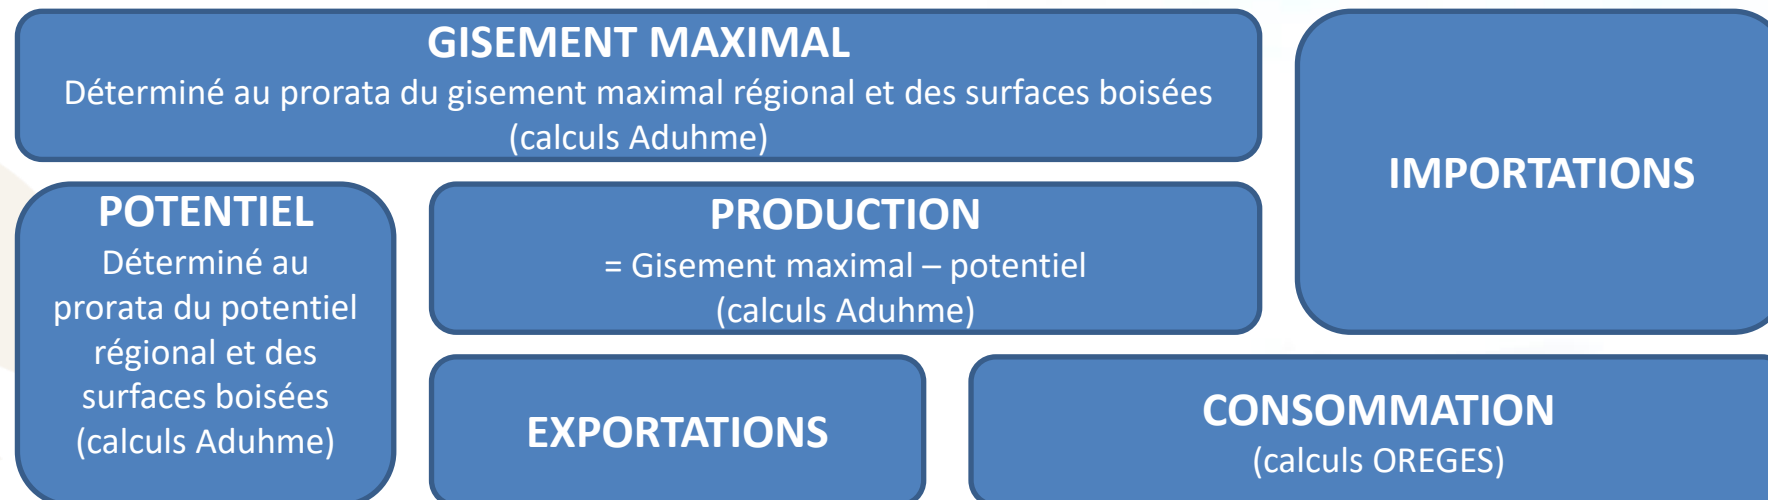 GISEMENT MAXIMAL
Déterminé au prorata du gisement maximal régional et des surfaces boisées
(calculs Aduhme)
IMPORTATIONS
POTENTIEL
Déterminé au
prorata du potentiel
régional et des
surfaces boisées
(calculs Aduhme)
PRODUCTION
= Gisement maximal – potentiel
(calculs Aduhme)
EXPORTATIONS
CONSOMMATION
(calculs OREGES)